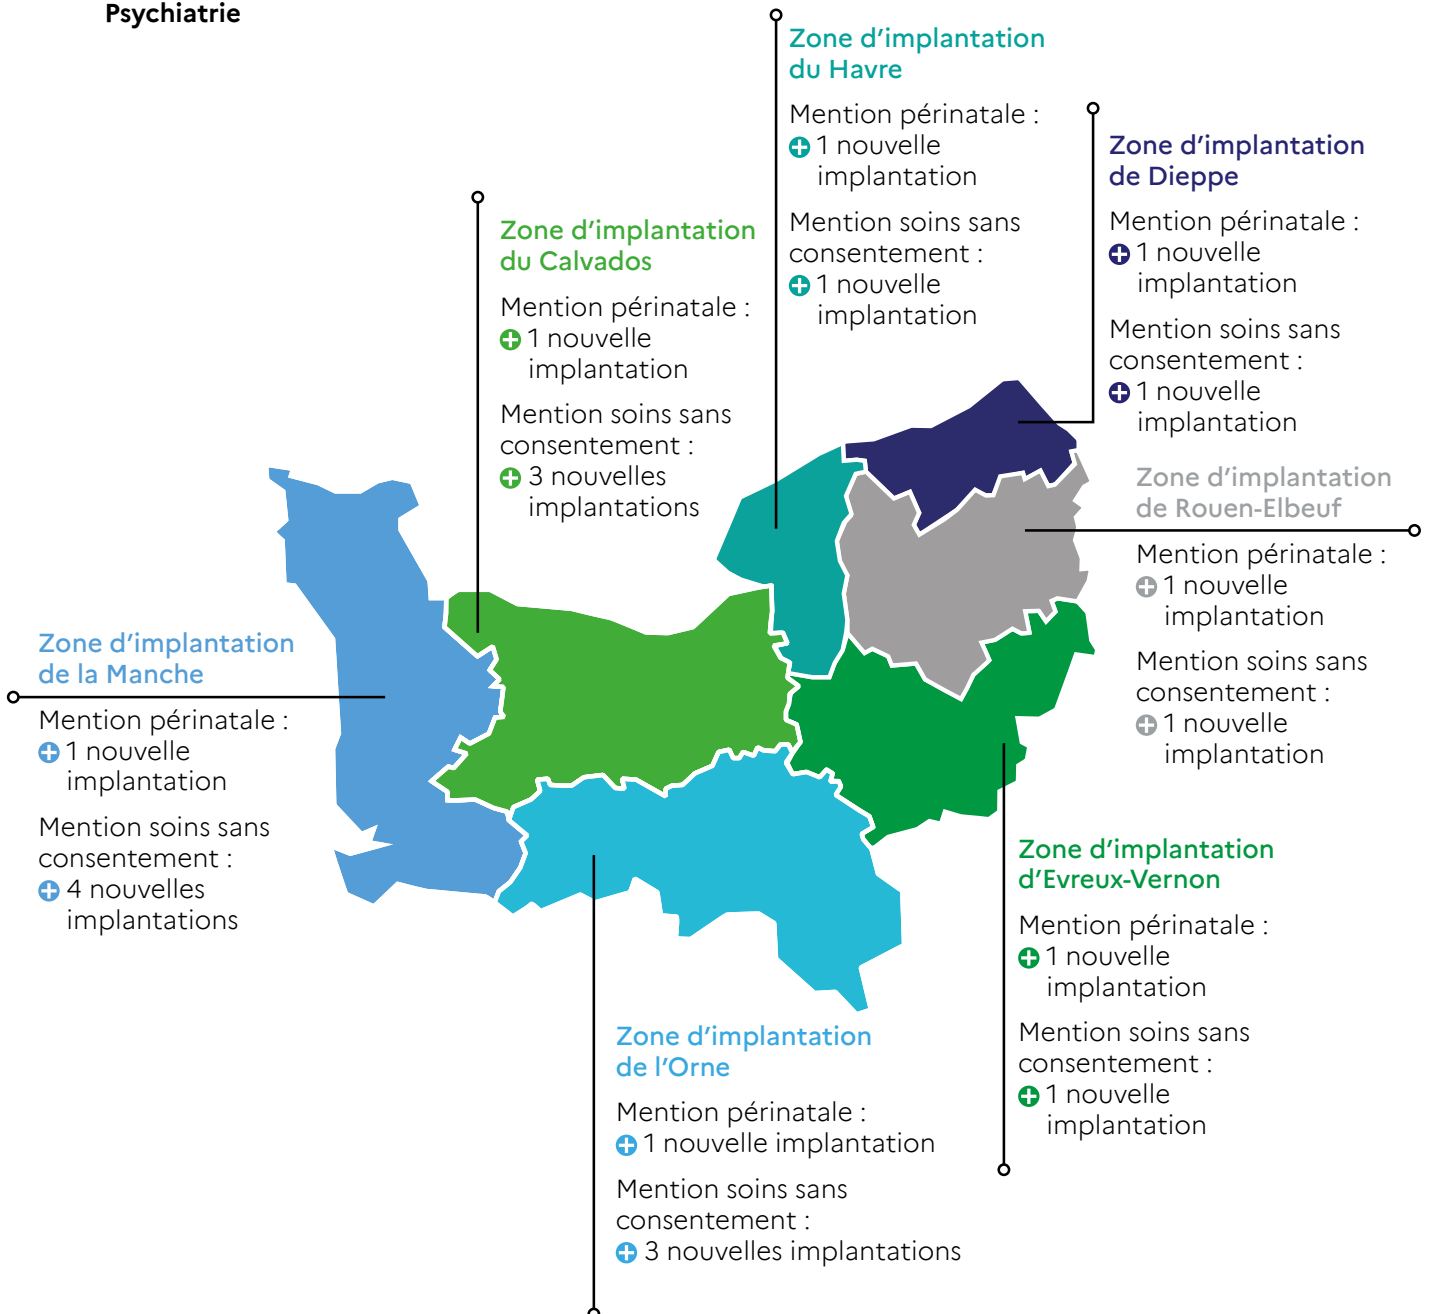 Psychiatrie
Zone d'implantation
du Havre
Mention périnatale :
1 nouvelle
implantation
Mention soins sans
consentement :
1 nouvelle
implantation
Zone d'implantation
de Dieppe
Mention périnatale :
1 nouvelle
implantation
Mention soins sans
consentement :
1 nouvelle
implantation
Zone d'implantation
du Calvados
Mention périnatale :
1 nouvelle
implantation
Mention soins sans
consentement :
3 nouvelles
implantations
Zone d'implantation
de Rouen-Elbeuf
Mention périnatale :
1 nouvelle
implantation
Mention soins sans
consentement :
1 nouvelle
implantation
Zone d'implantation
de la Manche
Mention périnatale :
1 nouvelle
implantation
Mention soins sans
consentement :
4 nouvelles
implantations
Zone d'implantation
d'Evreux-Vernon
Mention périnatale :
1 nouvelle
implantation
Mention soins sans
consentement :
1 nouvelle
implantation
Zone d'implantation
de l'Orne
Mention périnatale :
1 nouvelle implantation
Mention soins sans
consentement :
3 nouvelles implantations